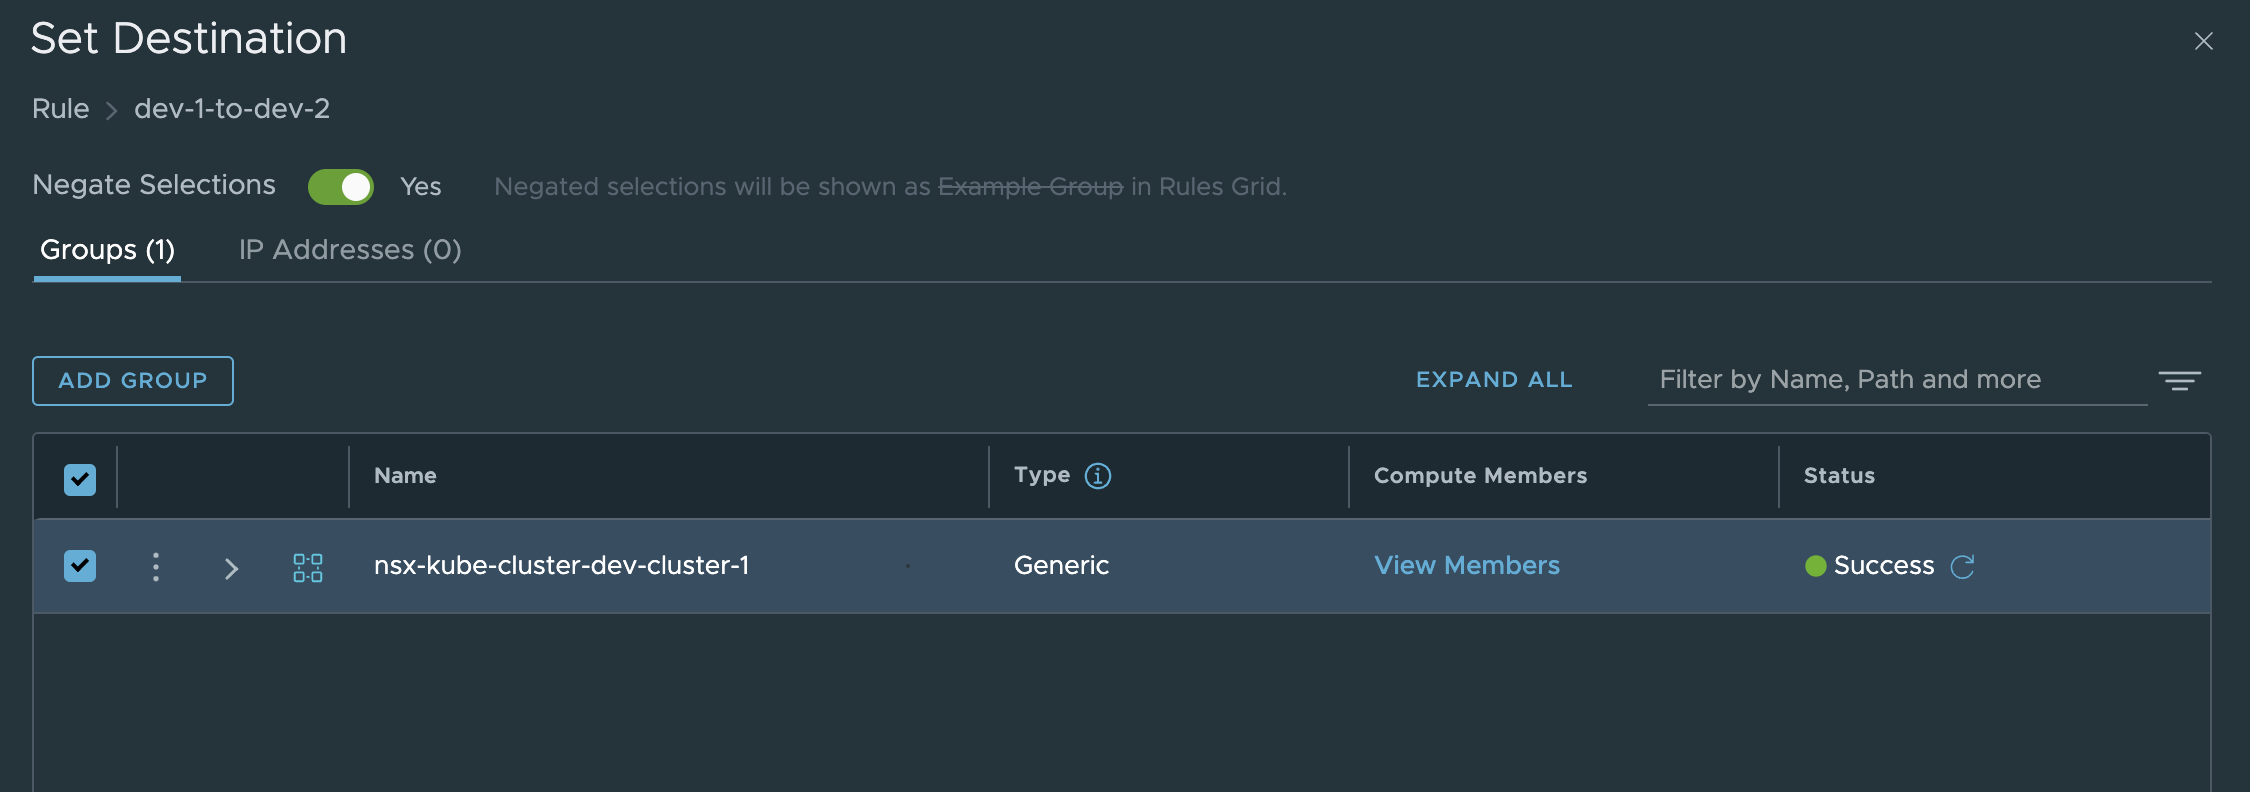 Set Destination
Rule > dev-1-to-dev-2
Negate Selections Yes Negated selections will be shown as Example Group in Rules Grid.
Groups (1) IP Addresses (0)
ADD GROUP EXPAND ALL Filter by Name, Path and more
Name Type Compute Members Status
nsx-kube-cluster-dev-cluster-1 Generic View Members Success